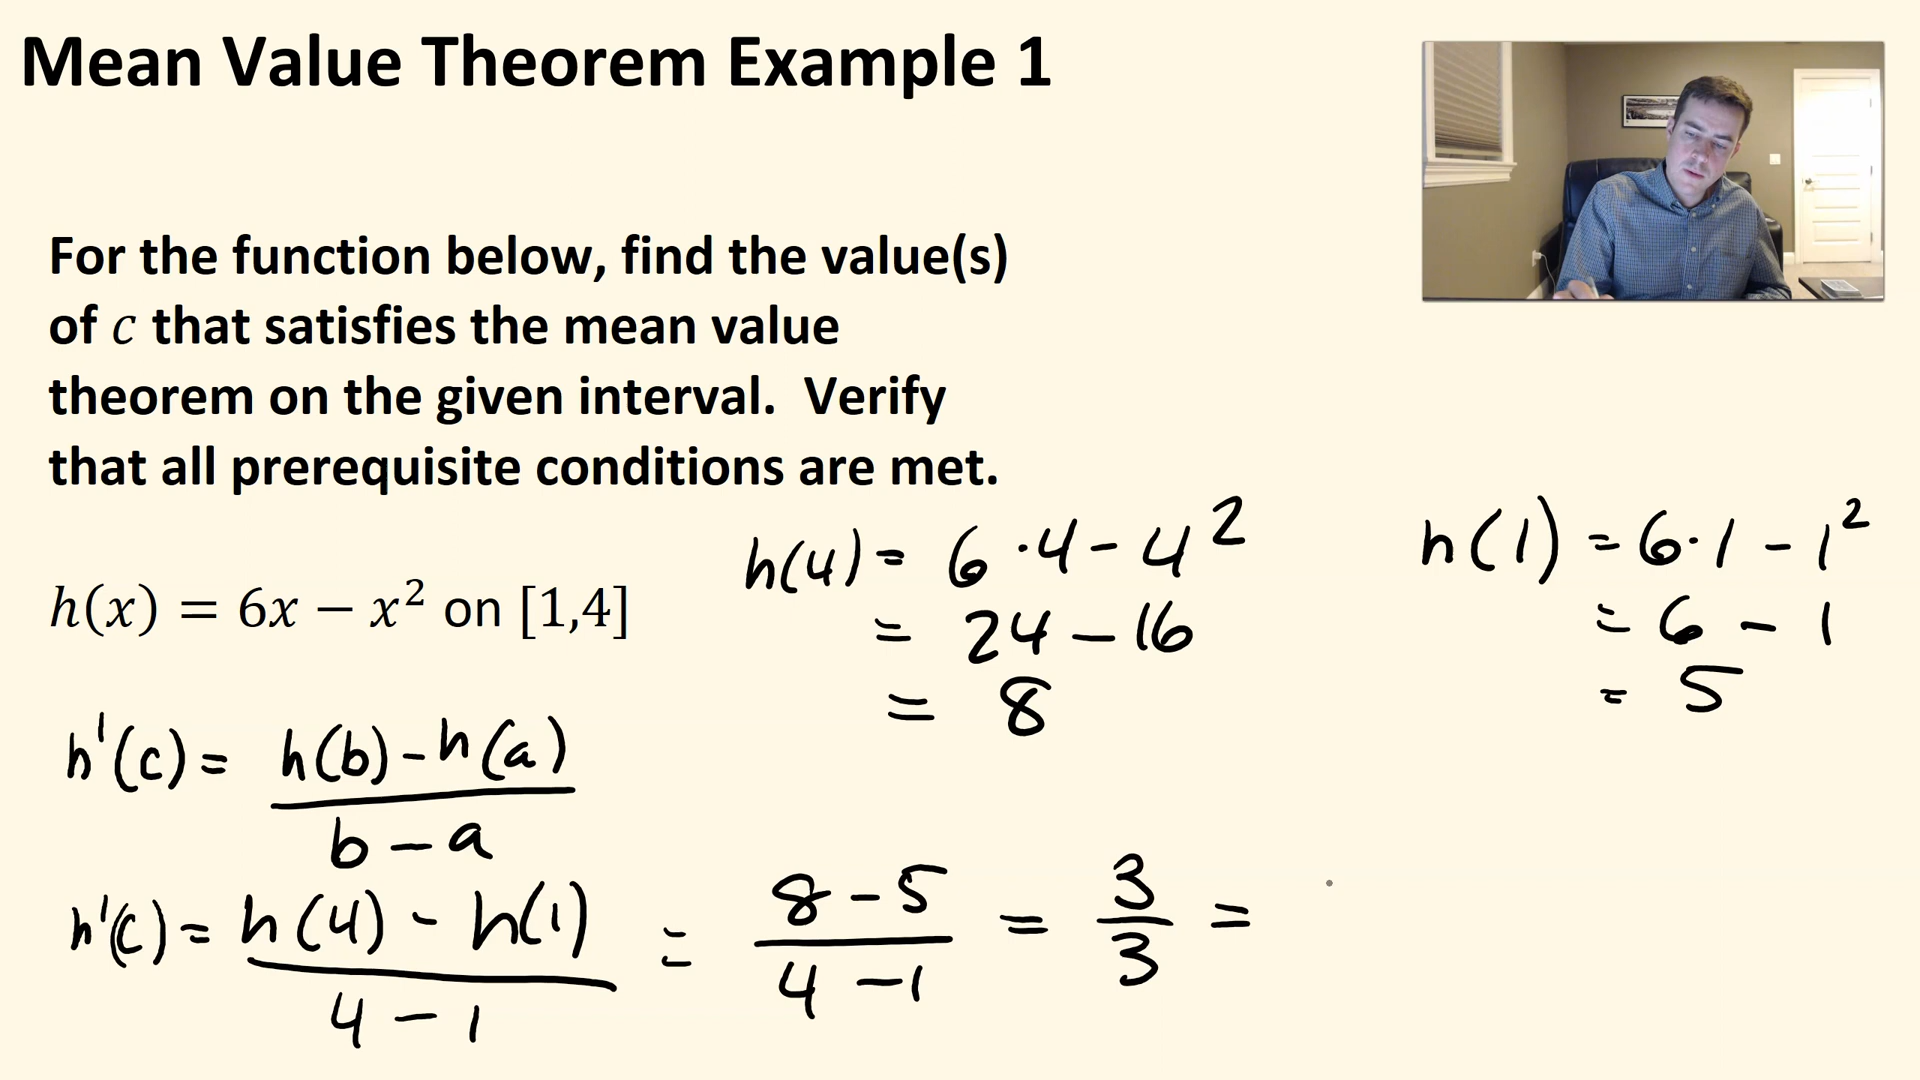 Mean Value Theorem Example 1
For the function below, find the value(s)
of c that satisfies the mean value
theorem on the given interval. Verify
that all prerequisite conditions are met.
h(x) = 6x − x² on [1,4]
h(4) = 6 · 4 − 4²
= 24 − 16
= 8
h(1) = 6 · 1 − 1²
= 6 − 1
= 5
h'(c) = h(b) − h(a)
b − a
h'(c) = h(4) − h(1) = 8 − 5 = 3 =
4 − 1 4 − 1 3